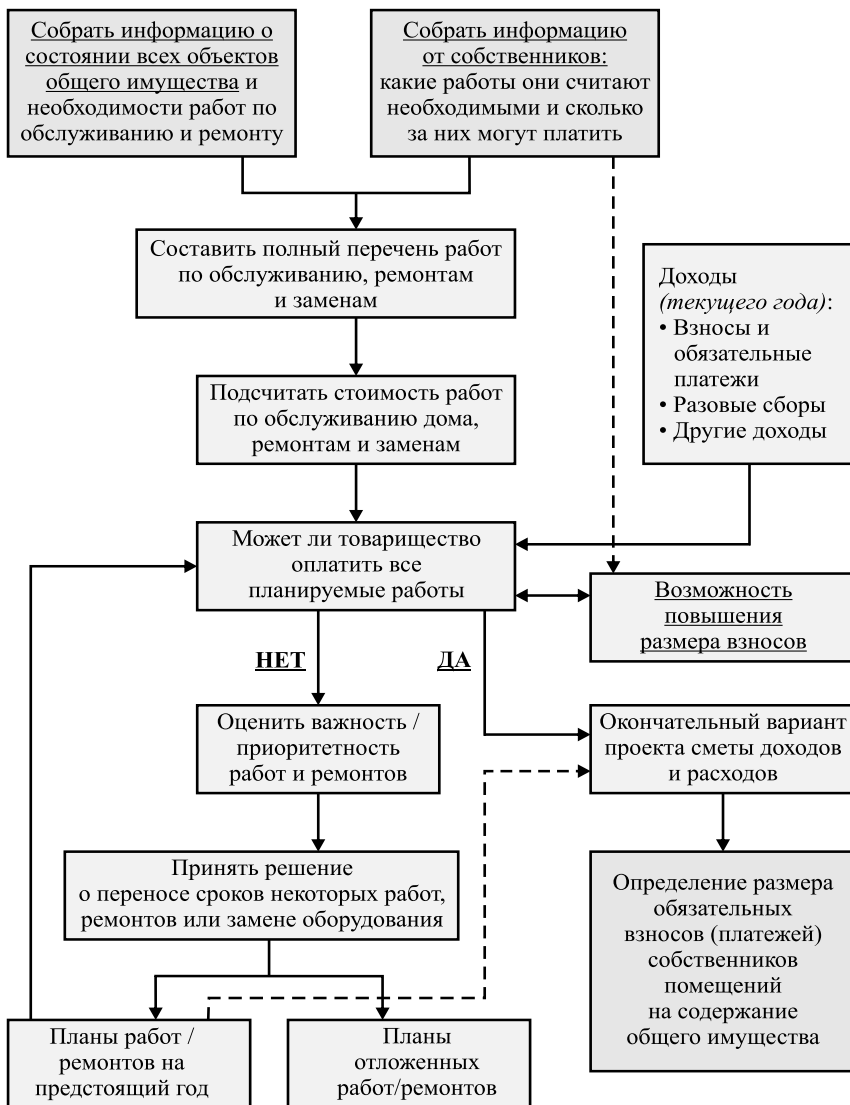 Собрать информацию о
состоянии всех объектов
общего имущества и
необходимости работ по
обслуживанию и ремонту
Собрать информацию
от собственников:
какие работы они считают
необходимыми и сколько
за них могут платить
Составить полный перечень работ
по обслуживанию, ремонтам
и заменам
Доходы
(текущего года):
• Взносы и
обязательные
платежи
• Разовые сборы
• Другие доходы
Подсчитать стоимость работ
по обслуживанию дома,
ремонтам и заменам
Может ли товарищество
оплатить все
планируемые работы
Возможность
повышения
размера взносов
НЕТ
ДА
Оценить важность /
приоритетность
работ и ремонтов
Окончательный вариант
проекта сметы доходов
и расходов
Принять решение
о переносе сроков некоторых работ,
ремонтов или замене оборудования
Определение размера
обязательных
взносов (платежей)
собственников
помещений
на содержание
общего имущества
Планы работ /
ремонтов на
предстоящий год
Планы
отложенных
работ/ремонтов